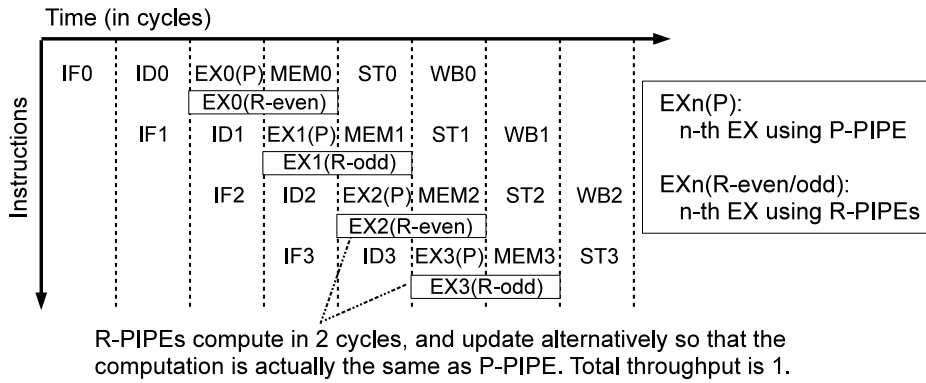 Time (in cycles)
Instructions
IF0 ID0 EX0(P) MEM0 ST0 WB0
EX0(R-even)
IF1 ID1 EX1(P) MEM1 ST1 WB1
EX1(R-odd)
IF2 ID2 EX2(P) MEM2 ST2 WB2
EX2(R-even)
IF3 ID3 EX3(P) MEM3 ST3
EX3(R-odd)
EXn(P):
n-th EX using P-PIPE
EXn(R-even/odd):
n-th EX using R-PIPEs
R-PIPEs compute in 2 cycles, and update alternatively so that the
computation is actually the same as P-PIPE. Total throughput is 1.